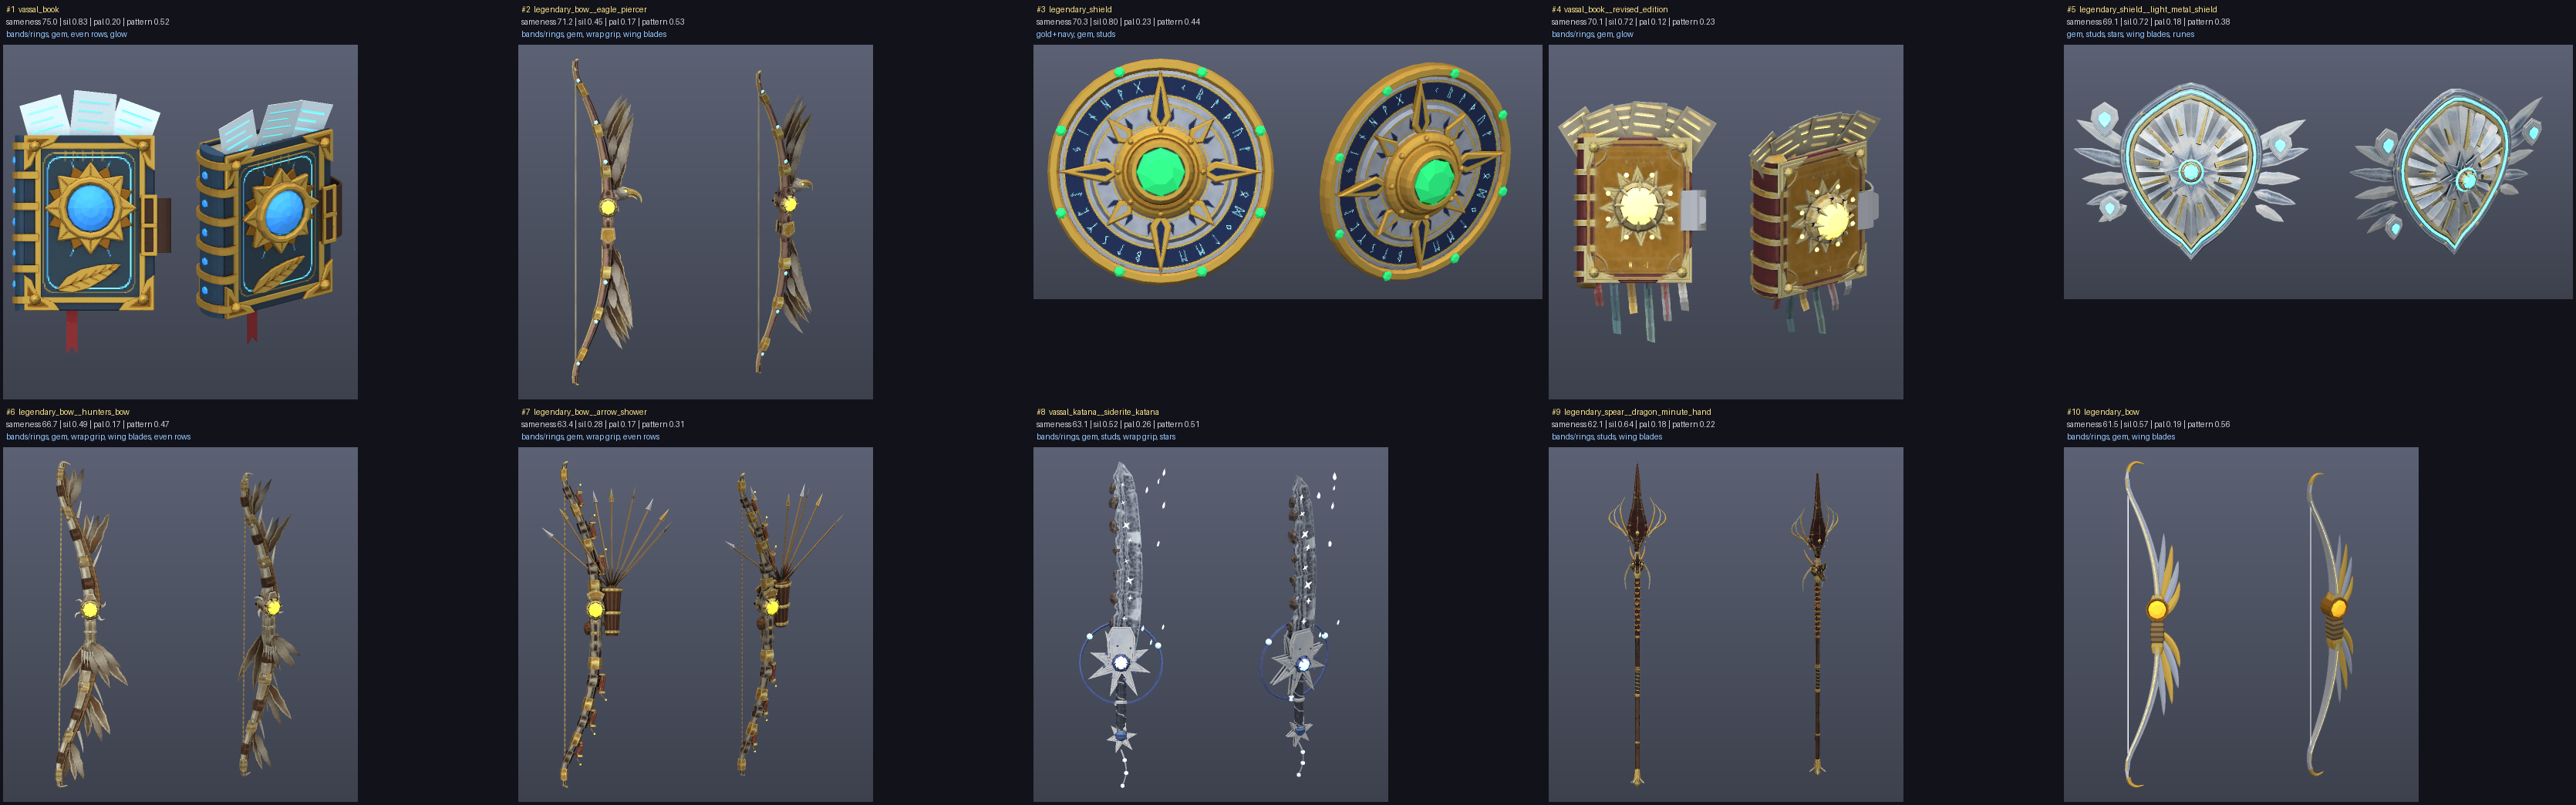 #1 vassal_book
sameness 75.0 | sil 0.83 | pal 0.20 | pattern 0.52
bands/rings, gem, even rows, glow
#2 legendary_bow__eagle_piercer
sameness 71.2 | sil 0.45 | pal 0.17 | pattern 0.53
bands/rings, gem, wrap grip, wing blades
#3 legendary_shield
sameness 70.3 | sil 0.80 | pal 0.23 | pattern 0.44
gold+navy, gem, studs
#4 vassal_book__revised_edition
sameness 70.1 | sil 0.72 | pal 0.12 | pattern 0.23
bands/rings, gem, glow
#5 legendary_shield__light_metal_shield
sameness 69.1 | sil 0.72 | pal 0.18 | pattern 0.38
gem, studs, stars, wing blades, runes
#6 legendary_bow__hunters_bow
sameness 66.7 | sil 0.49 | pal 0.17 | pattern 0.47
bands/rings, gem, wrap grip, wing blades, even rows
#7 legendary_bow__arrow_shower
sameness 63.4 | sil 0.28 | pal 0.17 | pattern 0.31
bands/rings, gem, wrap grip, even rows
#8 vassal_katana__siderite_katana
sameness 63.1 | sil 0.52 | pal 0.26 | pattern 0.51
bands/rings, gem, studs, wrap grip, stars
#9 legendary_spear__dragon_minute_hand
sameness 62.1 | sil 0.64 | pal 0.18 | pattern 0.22
bands/rings, studs, wing blades
#10 legendary_bow
sameness 61.5 | sil 0.57 | pal 0.19 | pattern 0.56
bands/rings, gem, wing blades